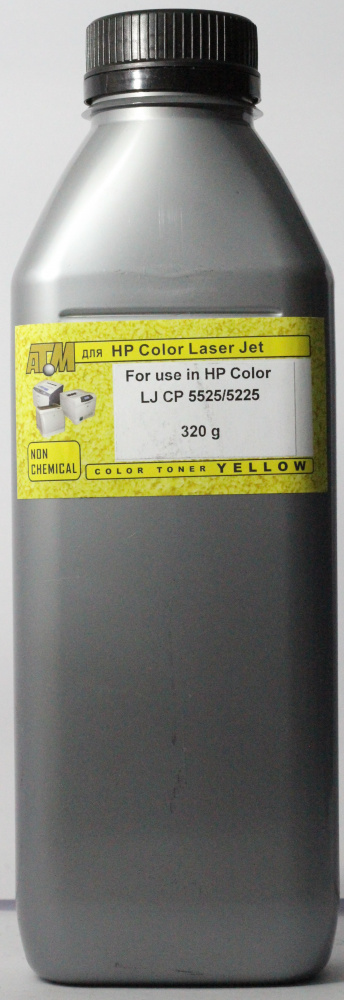 ATM для HP Color Laser Jet
For use in HP Color
LJ CP 5525/5225
320 g
NON
CHEMICAL
COLOR TONER YELLOW